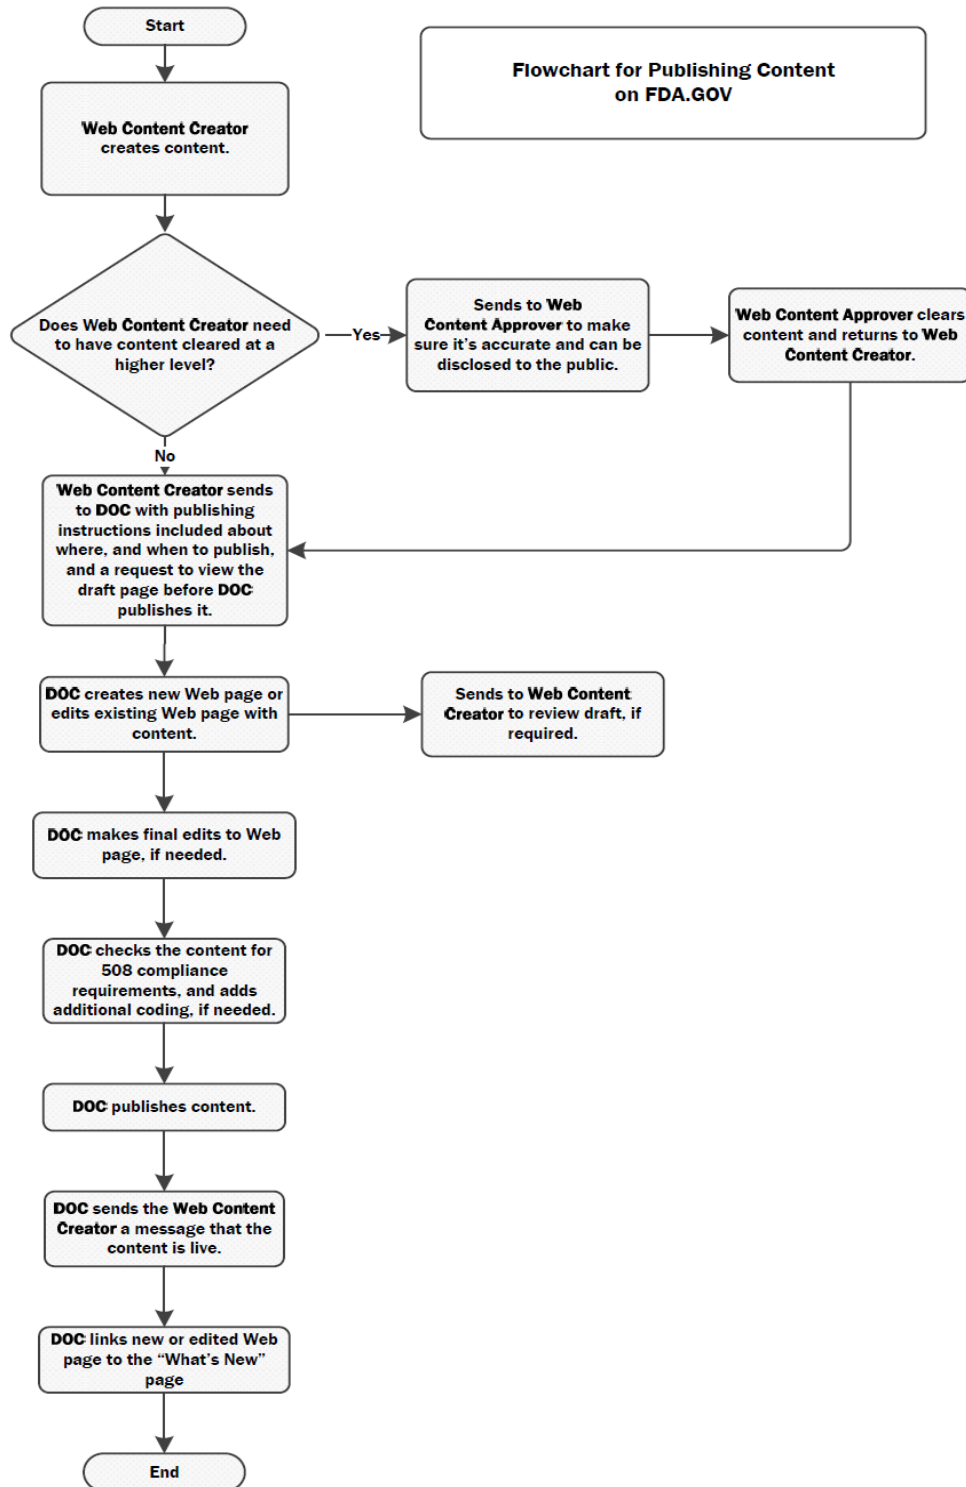 Start
Flowchart for Publishing Content
on FDA.GOV
Web Content Creator
creates content.
Does Web Content Creator need
to have content cleared at a
higher level?
Yes
Sends to Web
Content Approver to make
sure it's accurate and can be
disclosed to the public.
Web Content Approver clears
content and returns to Web
Content Creator.
No
Web Content Creator sends
to DOC with publishing
instructions included about
where, and when to publish,
and a request to view the
draft page before DOC
publishes it.
DOC creates new Web page or
edits existing Web page with
content.
Sends to Web Content
Creator to review draft, if
required.
DOC makes final edits to Web
page, if needed.
DOC checks the content for
508 compliance
requirements, and adds
additional coding, if needed.
DOC publishes content.
DOC sends the Web Content
Creator a message that the
content is live.
DOC links new or edited Web
page to the “What's New”
page
End